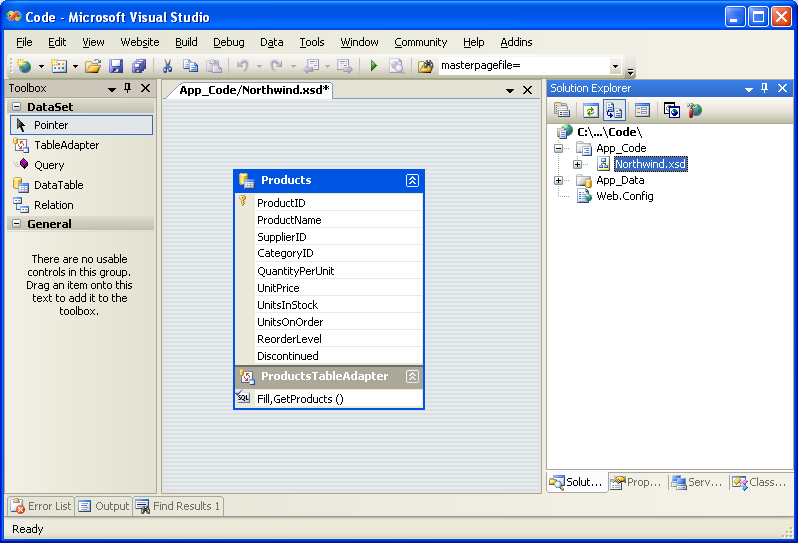 Code - Microsoft Visual Studio
File Edit View Website Build Debug Data Tools Window Community Help Addins
masterpagefile=
Toolbox
DataSet
Pointer
TableAdapter
Query
DataTable
Relation
General
There are no usable
controls in this group.
Drag an item onto this
text to add it to the
toolbox.
App_Code/Northwind.xsd*
Products
ProductID
ProductName
SupplierID
CategoryID
QuantityPerUnit
UnitPrice
UnitsInStock
UnitsOnOrder
ReorderLevel
Discontinued
ProductsTableAdapter
SQL Fill,GetProducts ()
Solution Explorer
C:\...\Code\
App_Code
Northwind.xsd
App_Data
Web.Config
Solut... Prop... Serv... Class...
Error List Output Find Results 1
Ready